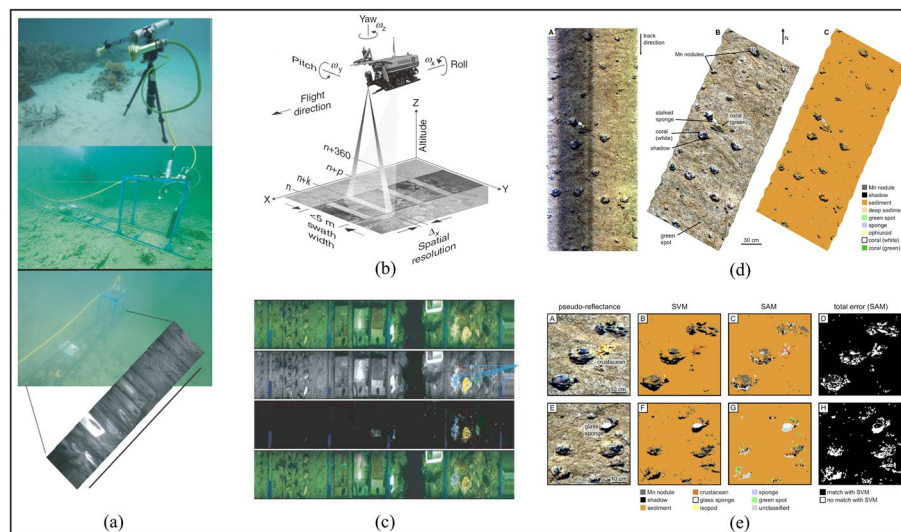 Yaw
ωz
Pitch
ωy
ωx
Roll
Flight
direction
Z
Altitude
n+360
n+p
n+k
n
X
Y
<5 m
swath
width
Δx
Spatial
resolution
(a)
(b)
(c)
A
track
direction
B
N
C
Mn nodules
stalked
sponge
coral
(green)
coral
(white)
shadow
green
spot
30 cm
Mn nodule
shadow
sediment
deep sedime
green spot
sponge
ophiuroid
coral (white)
coral (green)
(d)
pseudo-reflectance
SVM
SAM
total error (SAM)
A
crustacean
10 cm
B
C
D
E
glass
sponge
10 cm
F
G
H
Mn nodule
shadow
sediment
crustacean
glass sponge
isopod
sponge
green spot
unclassified
match with SVM
no match with SVM
(e)